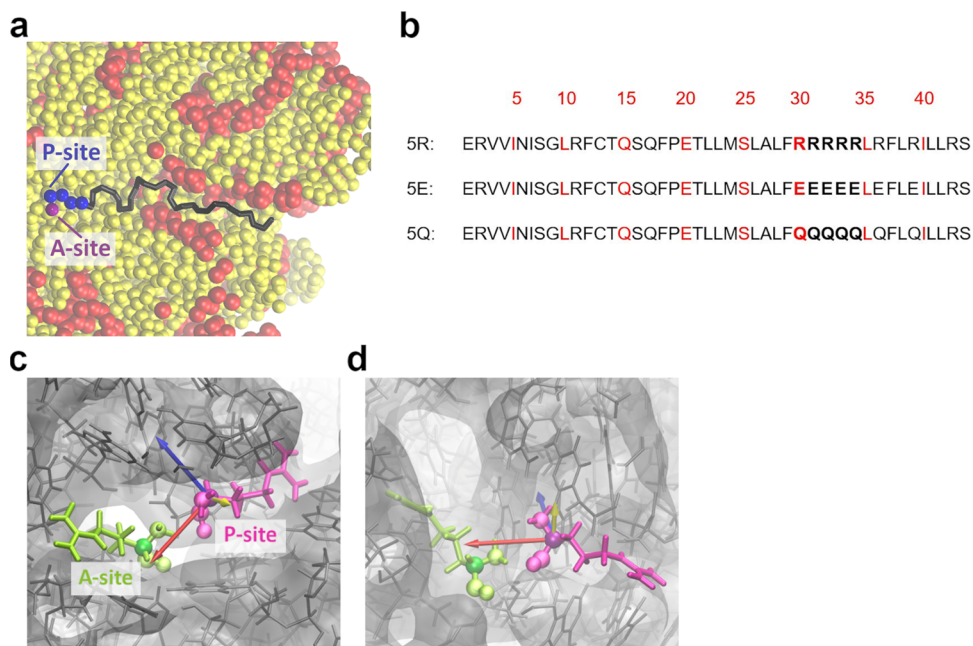 a
P-site
A-site
b
5 10 15 20 25 30 35 40
5R: ERVVINISGLRFCTQSQFPETLLMSLALFRRRRRLRFLRILLRS
5E: ERVVINISGLRFCTQSQFPETLLMSLALFEEEEELEFLEILLRS
5Q: ERVVINISGLRFCTQSQFPETLLMSLALFQQQQQLQFLQILLRS
c
P-site
A-site
d